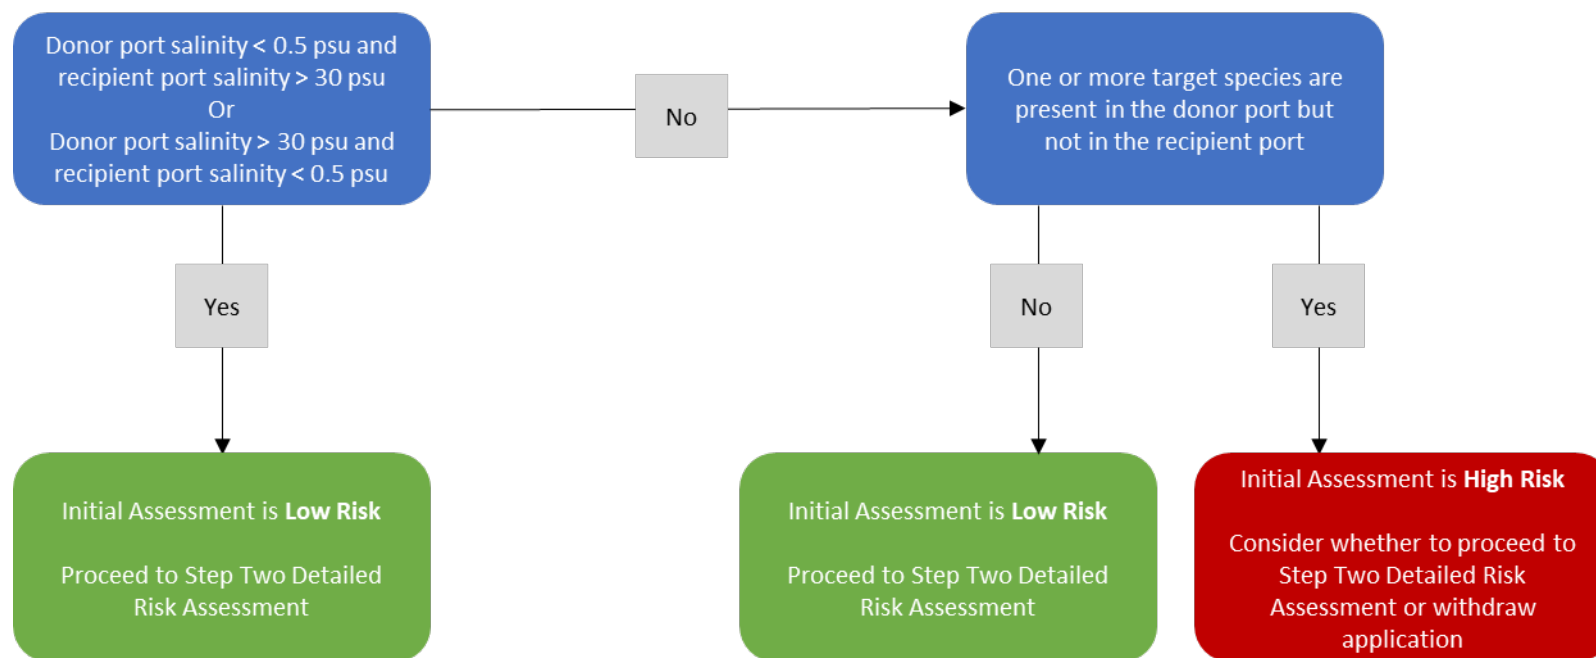 Donor port salinity < 0.5 psu and
recipient port salinity > 30 psu
Or
Donor port salinity > 30 psu and
recipient port salinity < 0.5 psu
No
One or more target species are
present in the donor port but
not in the recipient port
Yes
No
Yes
Initial Assessment is Low Risk
Proceed to Step Two Detailed
Risk Assessment
Initial Assessment is Low Risk
Proceed to Step Two Detailed
Risk Assessment
Initial Assessment is High Risk
Consider whether to proceed to
Step Two Detailed Risk
Assessment or withdraw
application